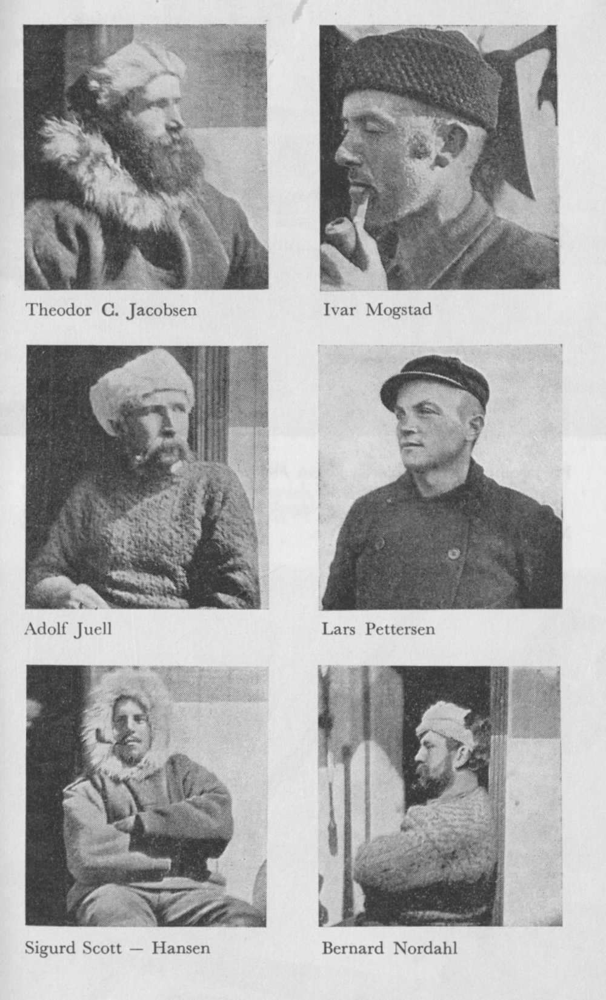 Theodor C. Jacobsen
Ivar Mogstad
Adolf Juell
Lars Pettersen
Sigurd Scott — Hansen
Bernard Nordahl